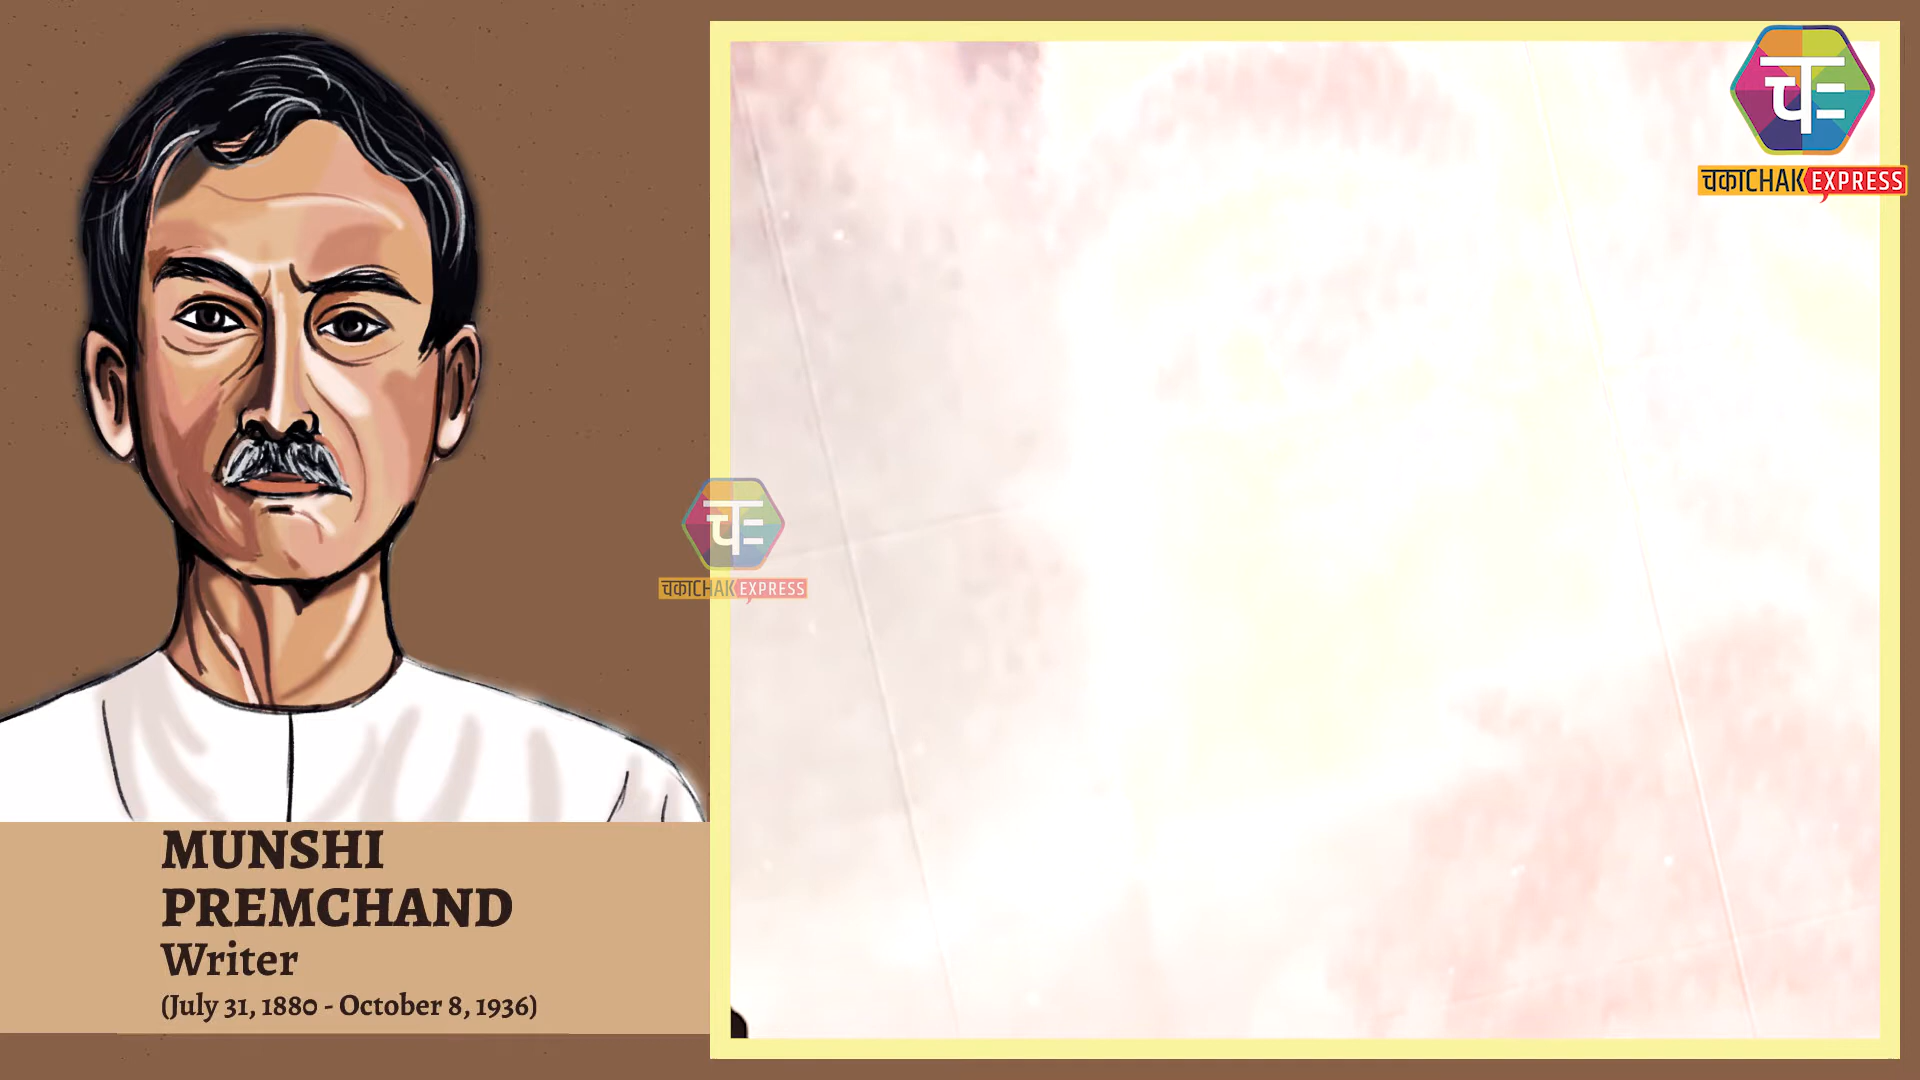 MUNSHI
PREMCHAND
Writer
(July 31, 1880 - October 8, 1936)
च
चकाCHAK EXPRESS
च
चकाCHAK EXPRESS